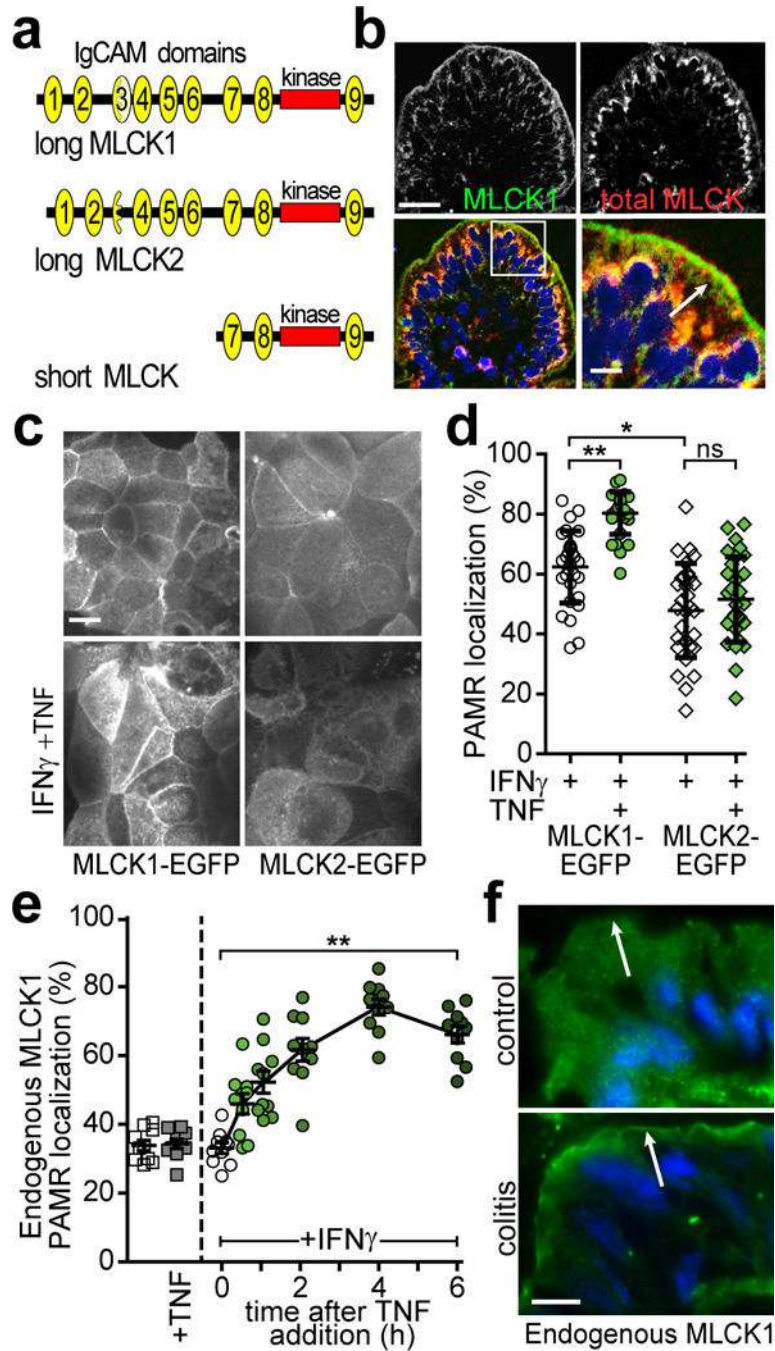 a
IgCAM domains
1 2 3 4 5 6 7 8 kinase 9
long MLCK1
1 2 4 5 6 7 8 kinase 9
long MLCK2
7 8 kinase 9
short MLCK
b
MLCK1
total MLCK
c
IFNγ +TNF
MLCK1-EGFP
MLCK2-EGFP
d
PAMR localization (%)
100
80
60
40
20
0
*
**
ns
IFNγ + + + +
TNF + +
MLCK1-
EGFP
MLCK2-
EGFP
e
Endogenous MLCK1
PAMR localization (%)
100
80
60
40
20
0
**
+IFNγ
+TNF
0 2 4 6
time after TNF
addition (h)
f
control
colitis
Endogenous MLCK1